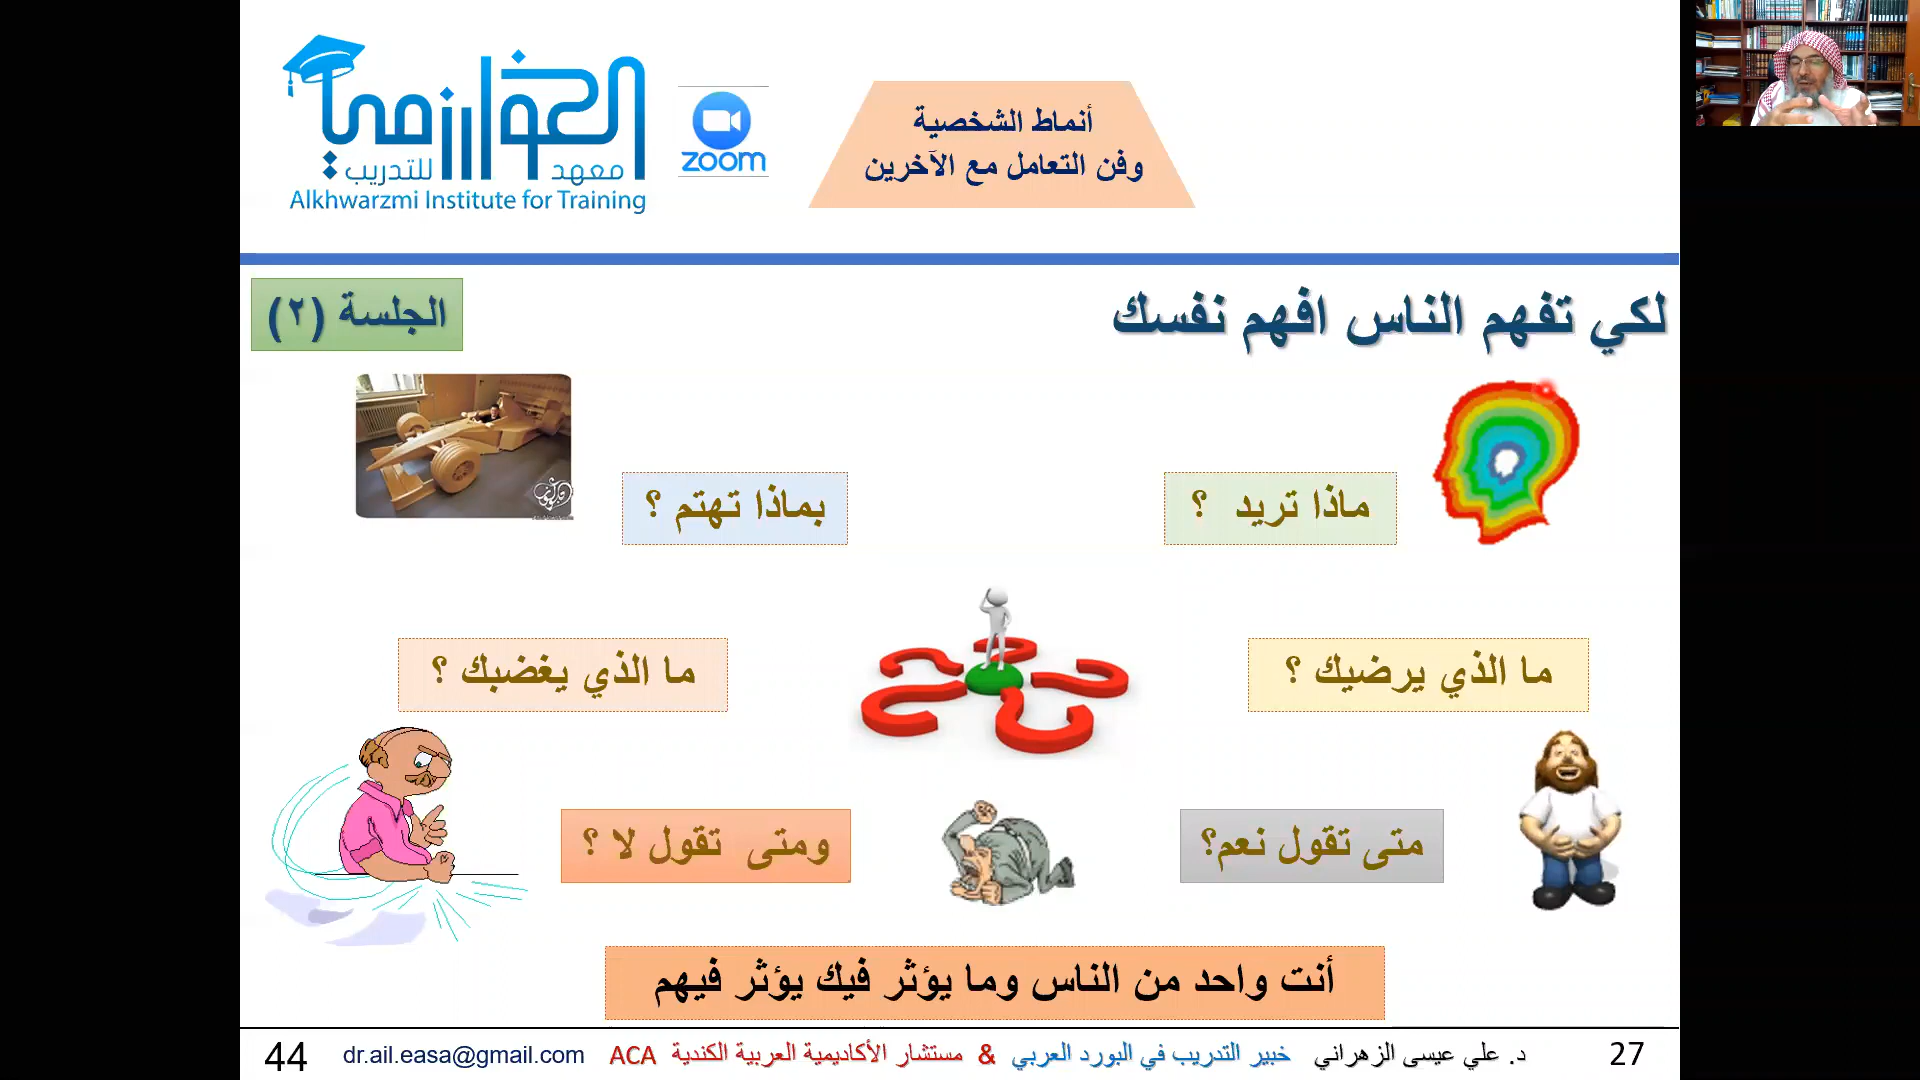 الخوارزمي
معهد للتدريب
Alkhwarzmi Institute for Training
zoom
أنماط الشخصية
وفن التعامل مع الآخرين
الجلسة (٢)
لكي تفهم الناس افهم نفسك
ماذا تريد ؟
بماذا تهتم ؟
ما الذي يرضيك ؟
ما الذي يغضبك ؟
متى تقول نعم؟
ومتى تقول لا ؟
أنت واحد من الناس وما يؤثر فيك يؤثر فيهم
27
د. علي عيسى الزهراني خبير التدريب في البورد العربي & مستشار الأكاديمية العربية الكندية ACA
dr.ail.easa@gmail.com
44